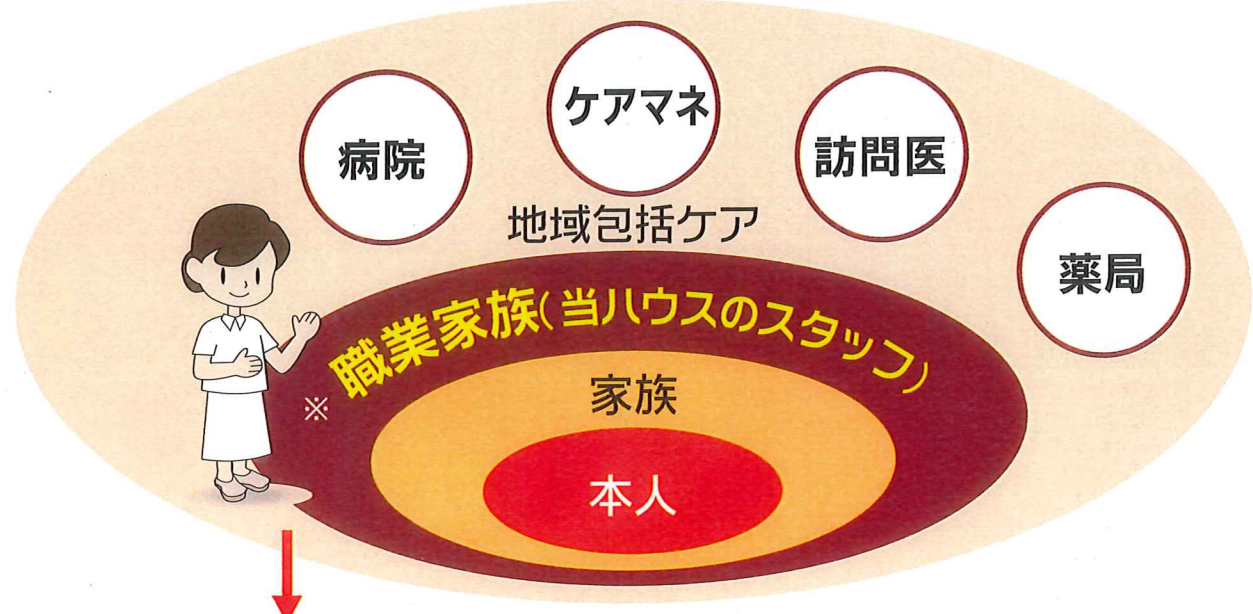 ケアマネ
病院
訪問医
薬局
地域包括ケア
※職業家族(当ハウスのスタッフ)
家族
本人